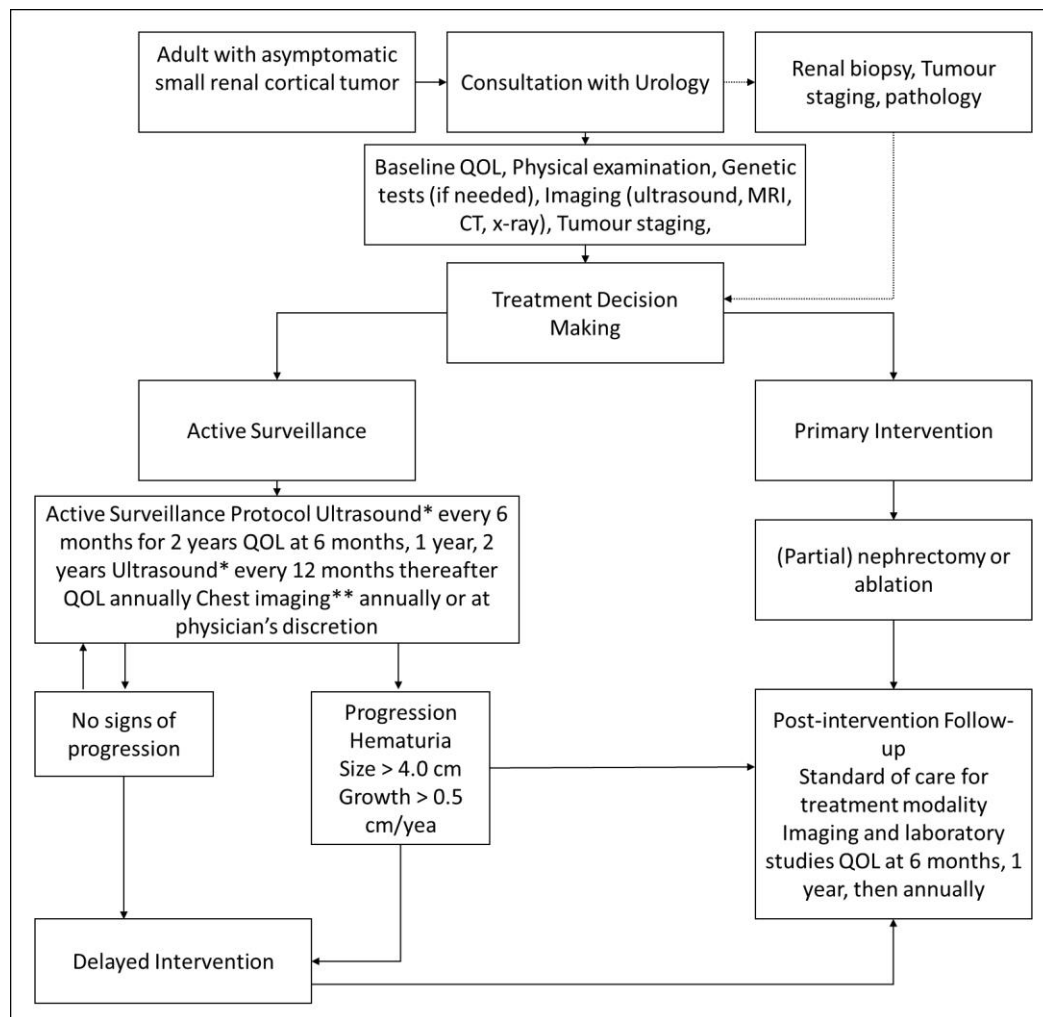 Adult with asymptomatic
small renal cortical tumor
Consultation with Urology
Renal biopsy, Tumour
staging, pathology
Baseline QOL, Physical examination, Genetic
tests (if needed), Imaging (ultrasound, MRI,
CT, x-ray), Tumour staging,
Treatment Decision
Making
Active Surveillance
Primary Intervention
Active Surveillance Protocol Ultrasound* every 6
months for 2 years QOL at 6 months, 1 year, 2
years Ultrasound* every 12 months thereafter
QOL annually Chest imaging** annually or at
physician’s discretion
(Partial) nephrectomy or
ablation
No signs of
progression
Progression
Hematuria
Size > 4.0 cm
Growth > 0.5
cm/yea
Post-intervention Follow-
up
Standard of care for
treatment modality
Imaging and laboratory
studies QOL at 6 months, 1
year, then annually
Delayed Intervention